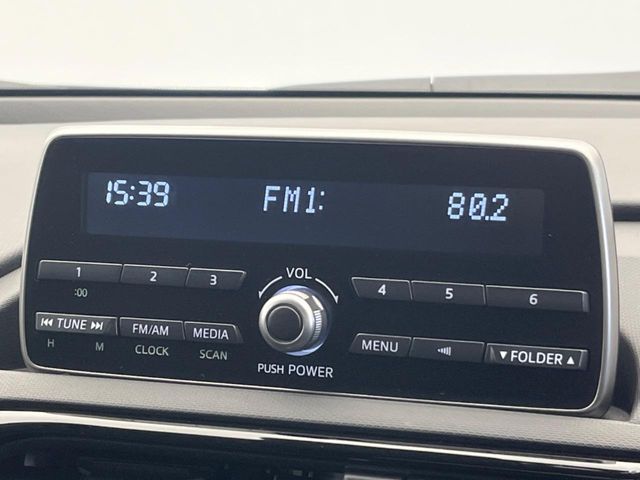 15:39 FM1: 80.2
1 2 3 VOL 4 5 6
:00
TUNE FM/AM MEDIA MENU ▼FOLDER▲
H M CLOCK SCAN
PUSH POWER